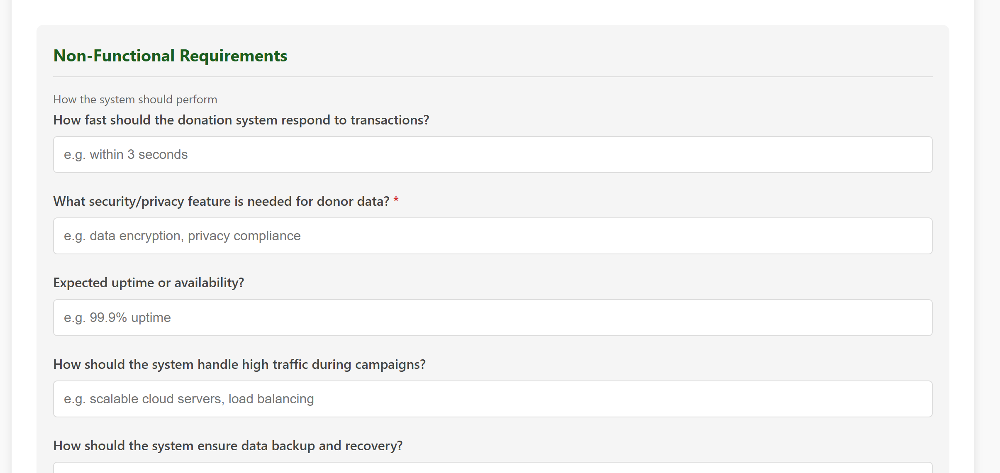 Non-Functional Requirements
How the system should perform
How fast should the donation system respond to transactions?
e.g. within 3 seconds
What security/privacy feature is needed for donor data? *
e.g. data encryption, privacy compliance
Expected uptime or availability?
e.g. 99.9% uptime
How should the system handle high traffic during campaigns?
e.g. scalable cloud servers, load balancing
How should the system ensure data backup and recovery?